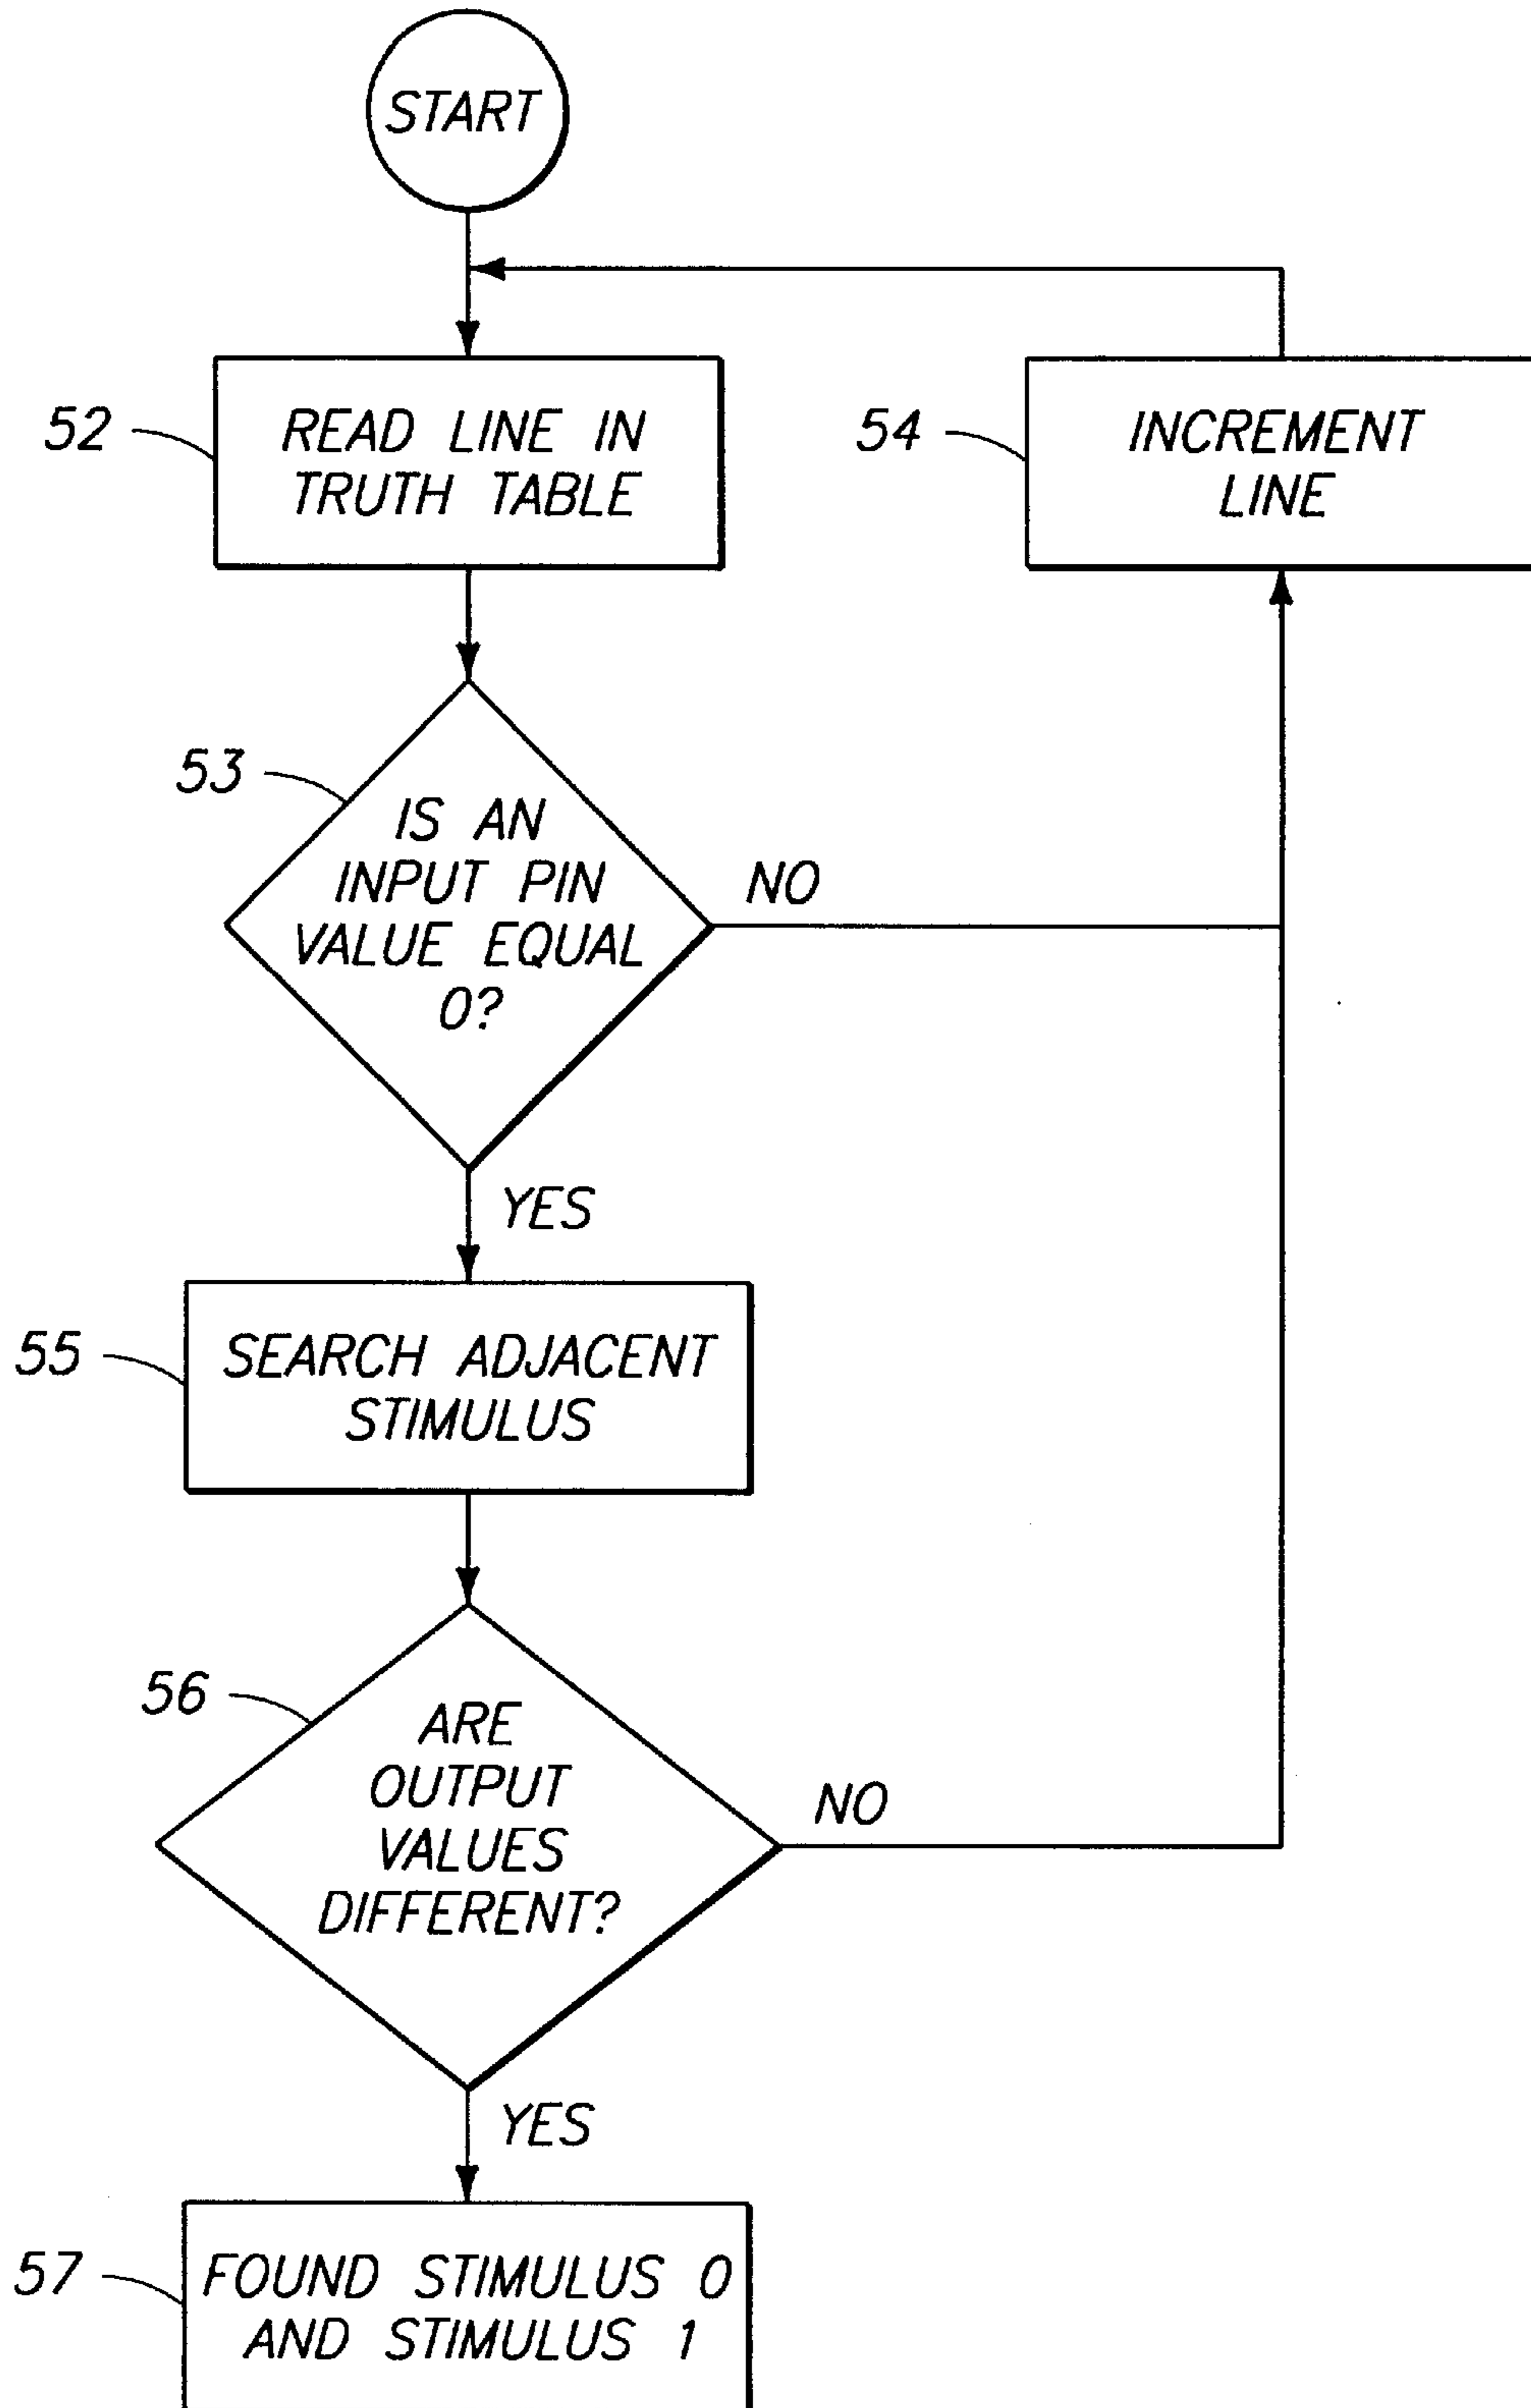 START
52
READ LINE IN
TRUTH TABLE
54
INCREMENT
LINE
53
IS AN
INPUT PIN
VALUE EQUAL
0?
NO
YES
55
SEARCH ADJACENT
STIMULUS
56
ARE
OUTPUT
VALUES
DIFFERENT?
NO
YES
57
FOUND STIMULUS 0
AND STIMULUS 1